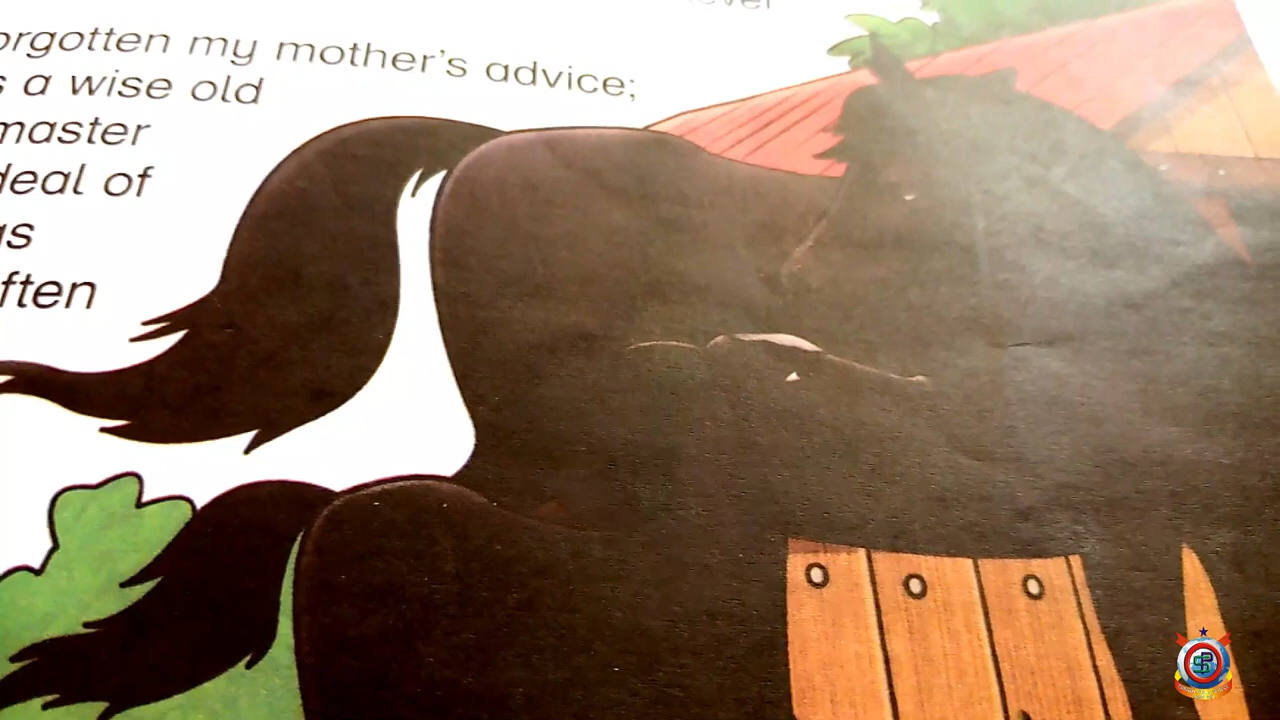 orgotten my mother's advice;
s a wise old
master
deal of
as
ften